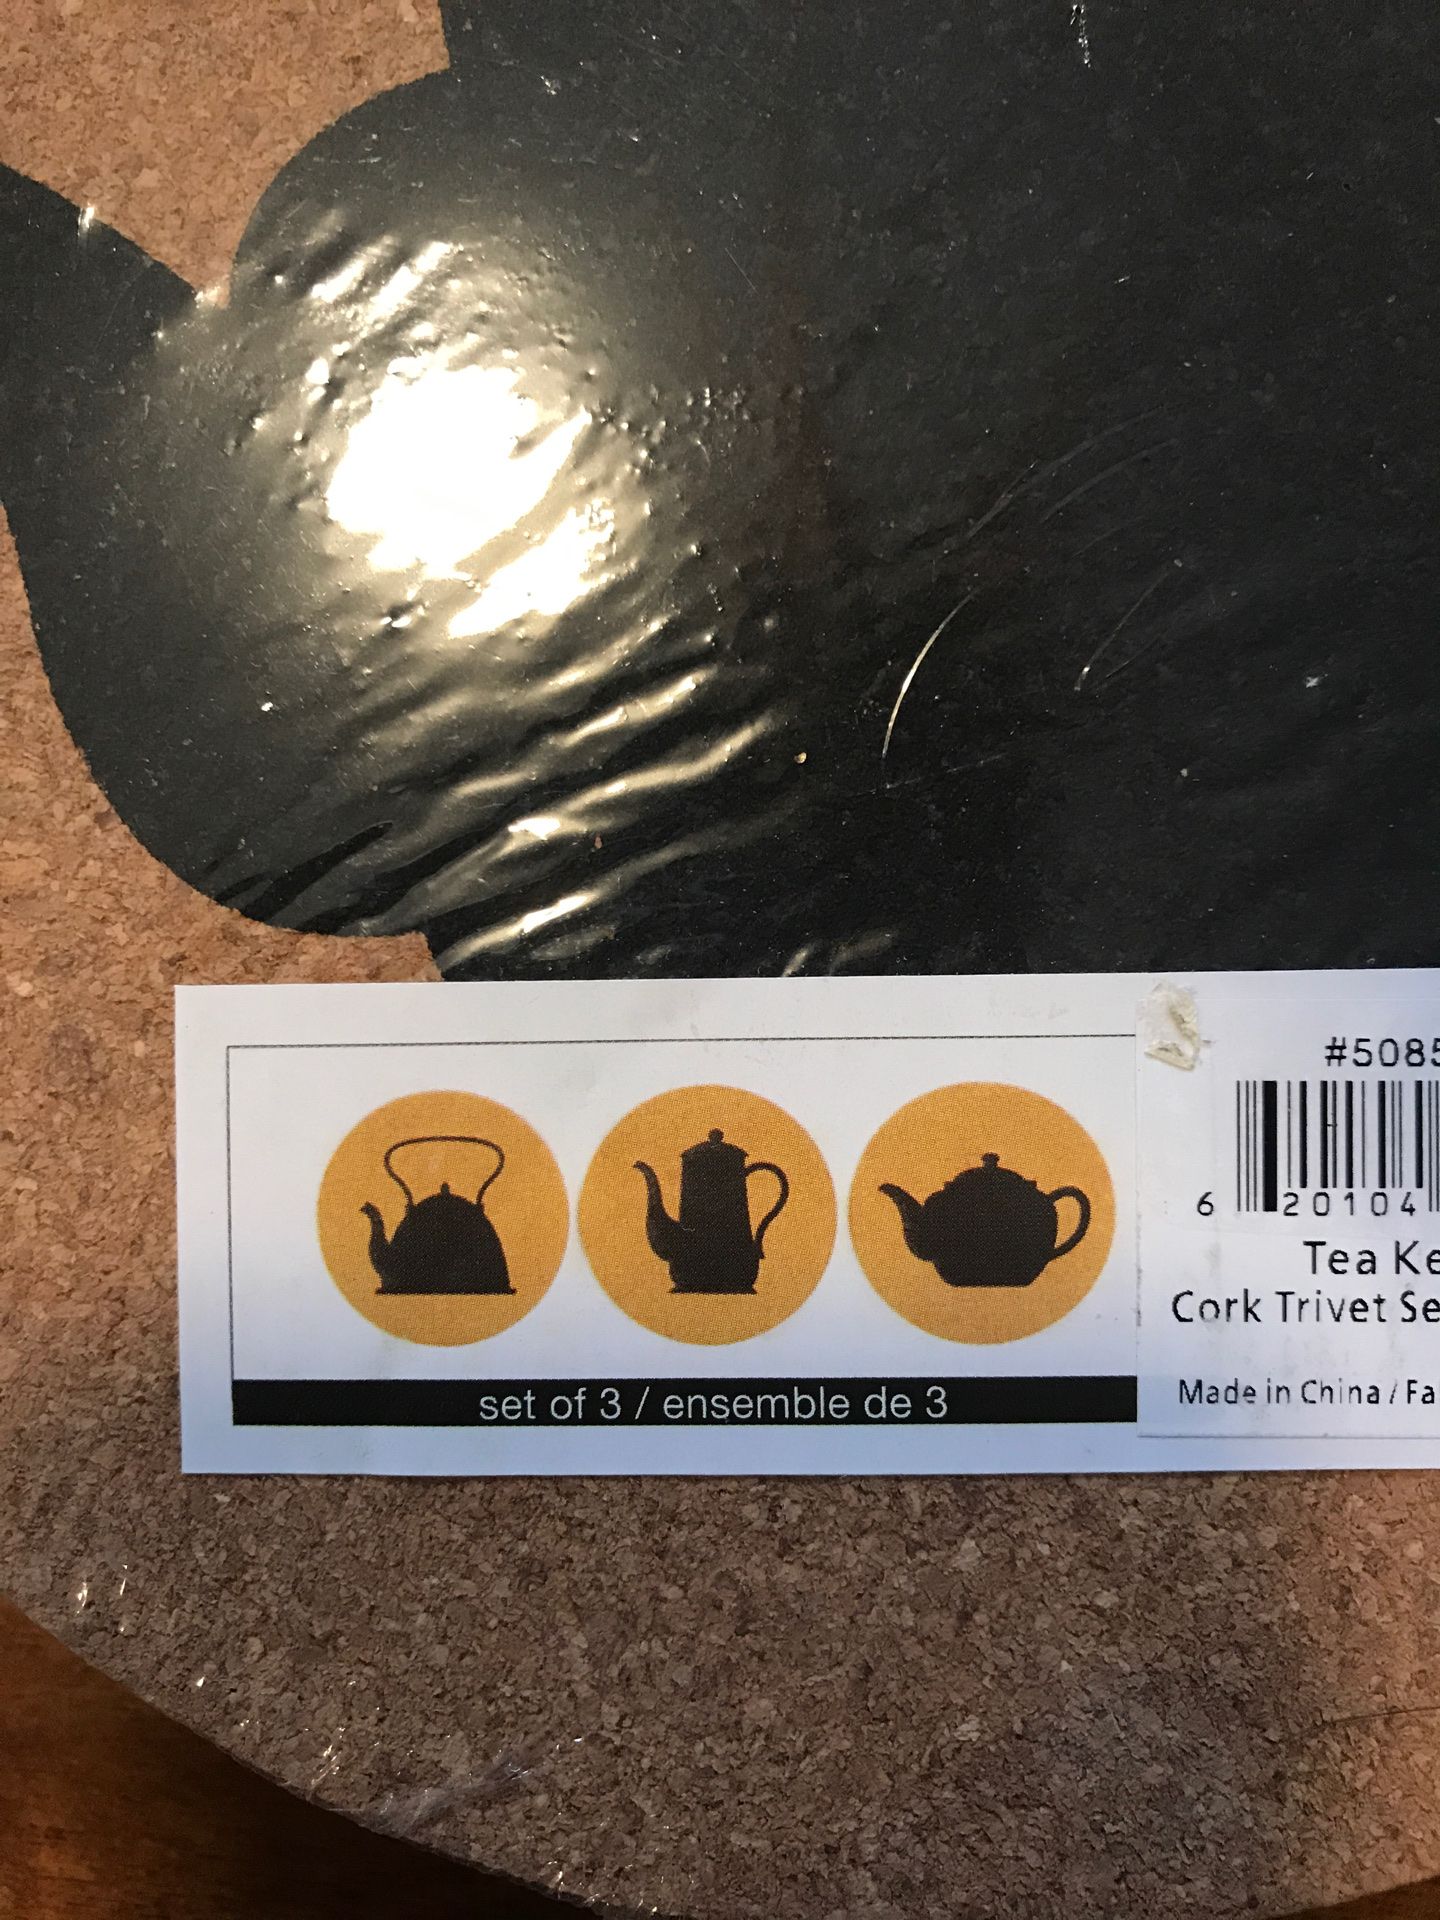 #5085
6 20104
Tea Ke
Cork Trivet Se
Made in China / Fa
set of 3 / ensemble de 3